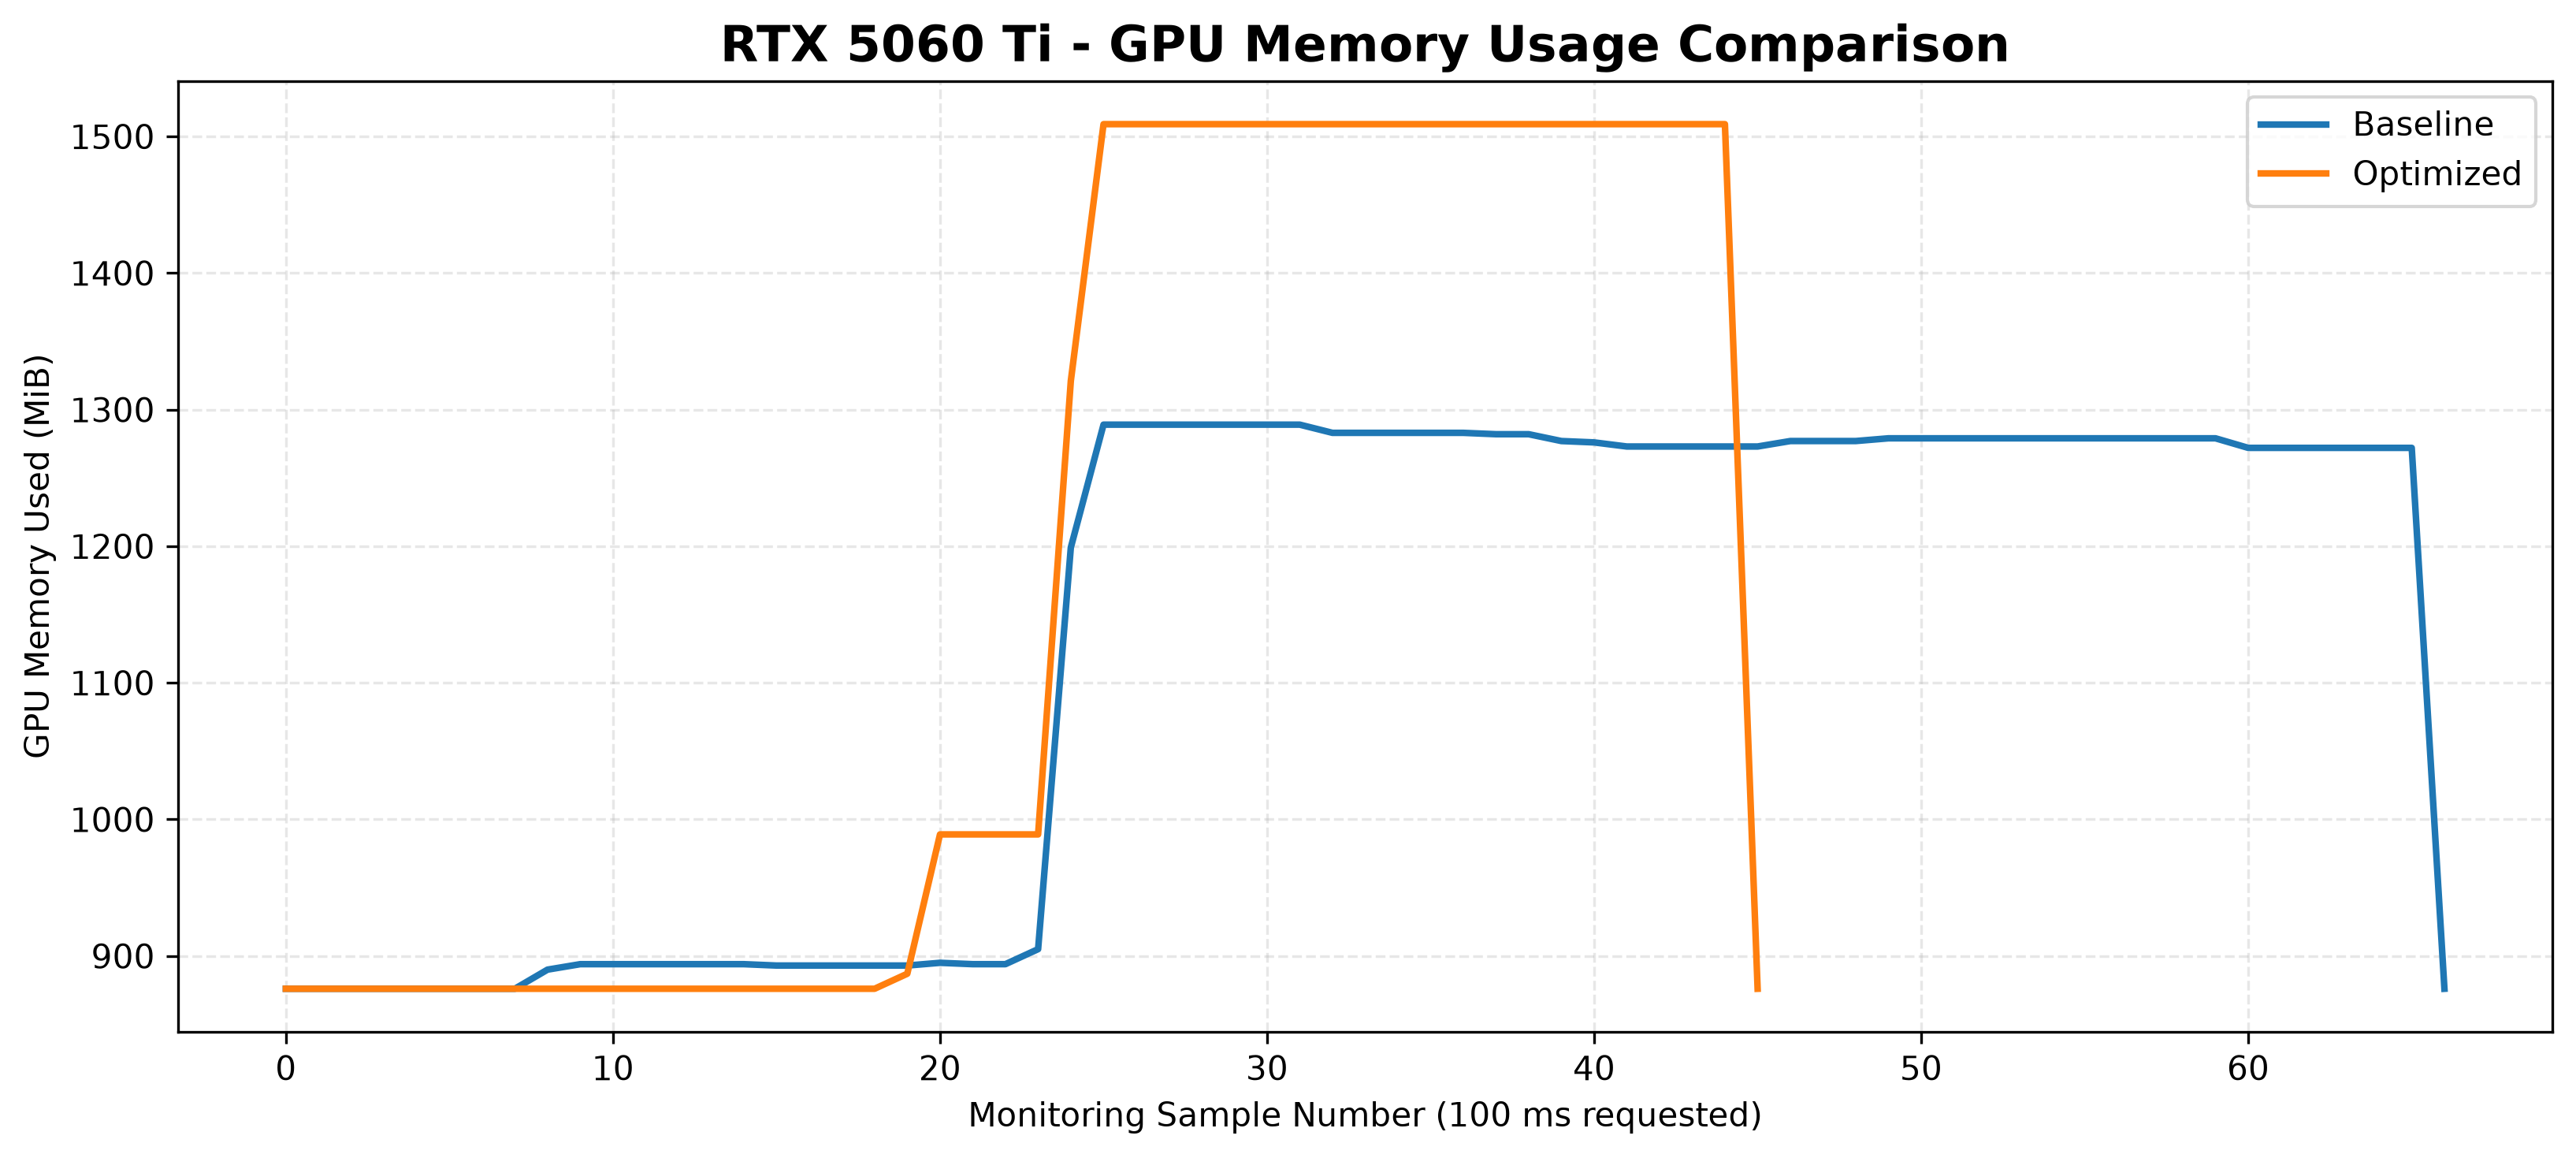 RTX 5060 Ti - GPU Memory Usage Comparison
Baseline
Optimized
GPU Memory Used (MiB)
1500
1400
1300
1200
1100
1000
900
0 10 20 30 40 50 60
Monitoring Sample Number (100 ms requested)